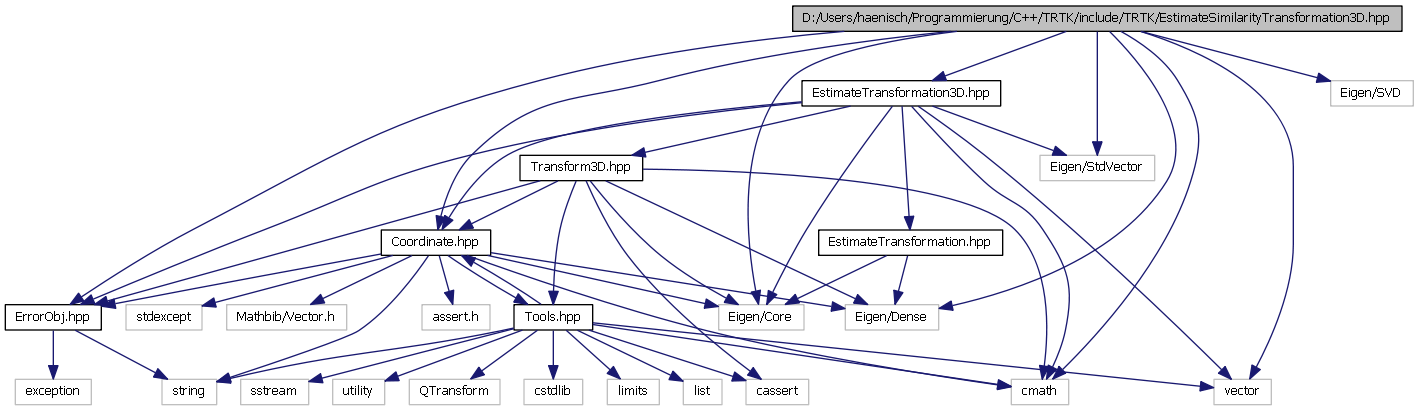 D:/Users/haenisch/Programmierung/C++/TRTK/include/TRTK/EstimateSimilarityTransformation3D.hpp
EstimateTransformation3D.hpp
Eigen/SVD
Transform3D.hpp
Eigen/StdVector
Coordinate.hpp
EstimateTransformation.hpp
ErrorObj.hpp
stdexcept
Mathbib/Vector.h
assert.h
Tools.hpp
Eigen/Core
Eigen/Dense
exception
string
sstream
utility
QTransform
cstdlib
limits
list
cassert
cmath
vector